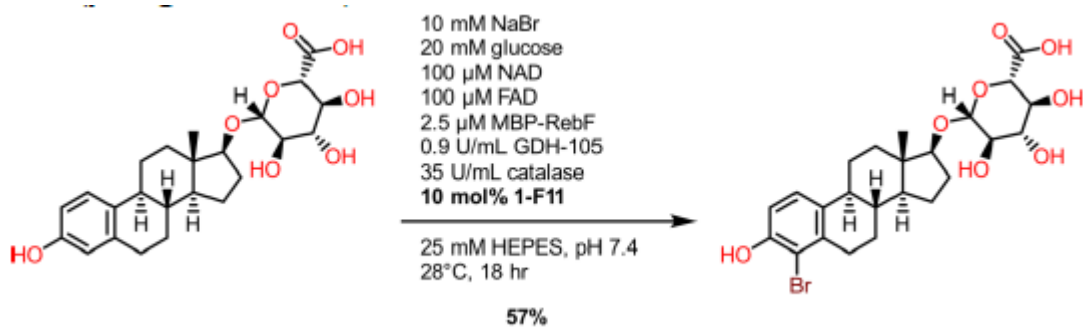 10 mM NaBr
20 mM glucose
100 µM NAD
100 µM FAD
2.5 µM MBP-RebF
0.9 U/mL GDH-105
35 U/mL catalase
10 mol% 1-F11
25 mM HEPES, pH 7.4
28°C, 18 hr
57%
O
OH
O
OH
H
O
OH
HO
H
H
H
HO
O
OH
O
OH
H
O
OH
HO
H
H
H
HO
Br